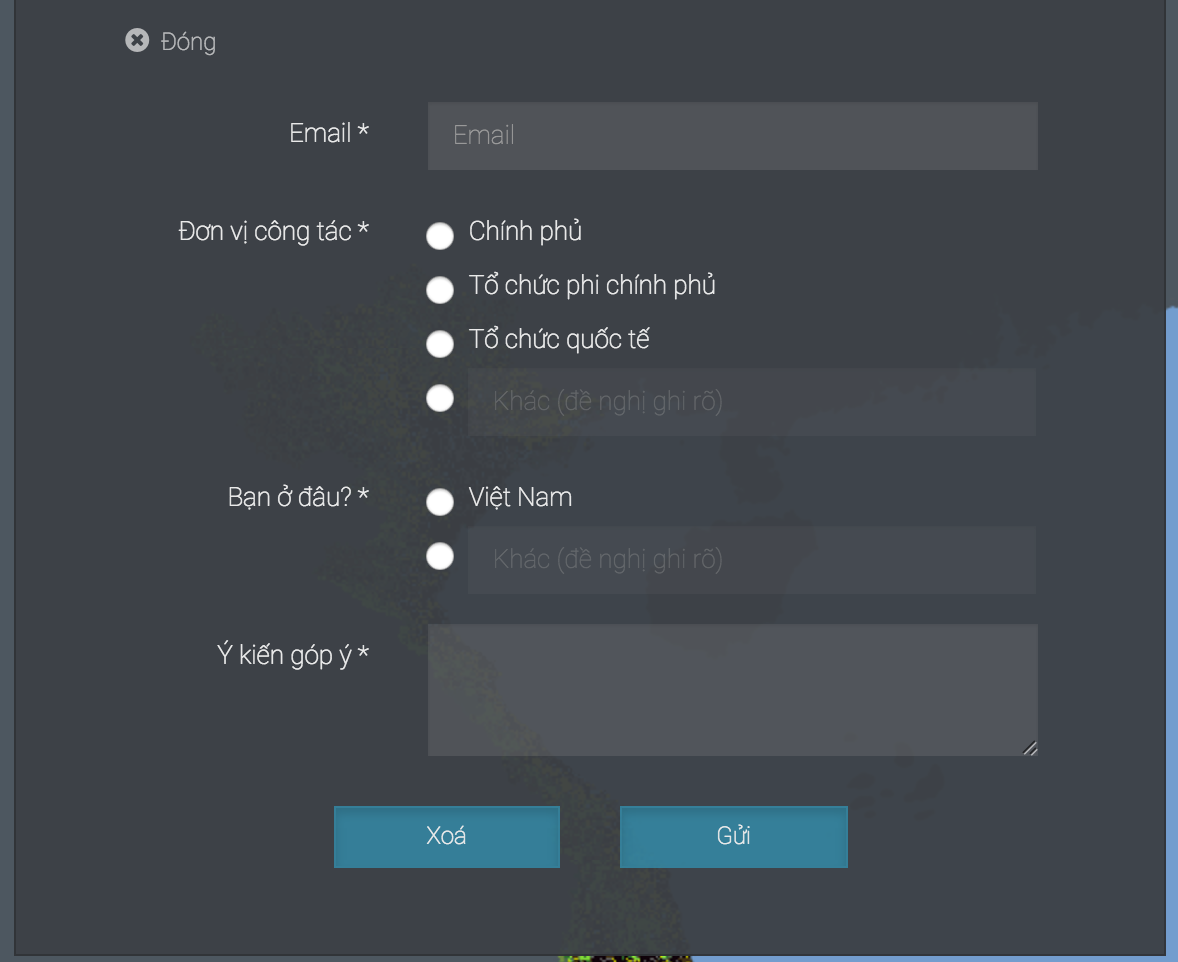 Đóng
Email *
Email
Đơn vị công tác *
Chính phủ
Tổ chức phi chính phủ
Tổ chức quốc tế
Khác (đề nghị ghi rõ)
Bạn ở đâu? *
Việt Nam
Khác (đề nghị ghi rõ)
Ý kiến góp ý *
Xoá
Gửi